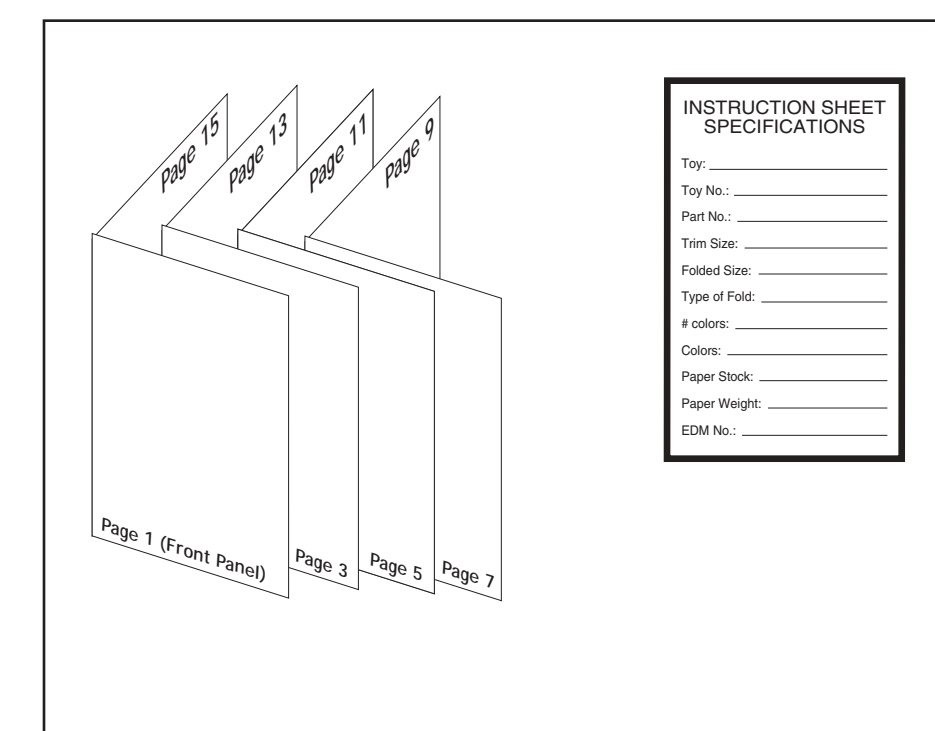 Page 15
Page 13
Page 11
Page 9
Page 1 (Front Panel)
Page 3
Page 5
Page 7
INSTRUCTION SHEET
SPECIFICATIONS
Toy:
Toy No.:
Part No.:
Trim Size:
Folded Size:
Type of Fold:
# colors:
Colors:
Paper Stock:
Paper Weight:
EDM No.: